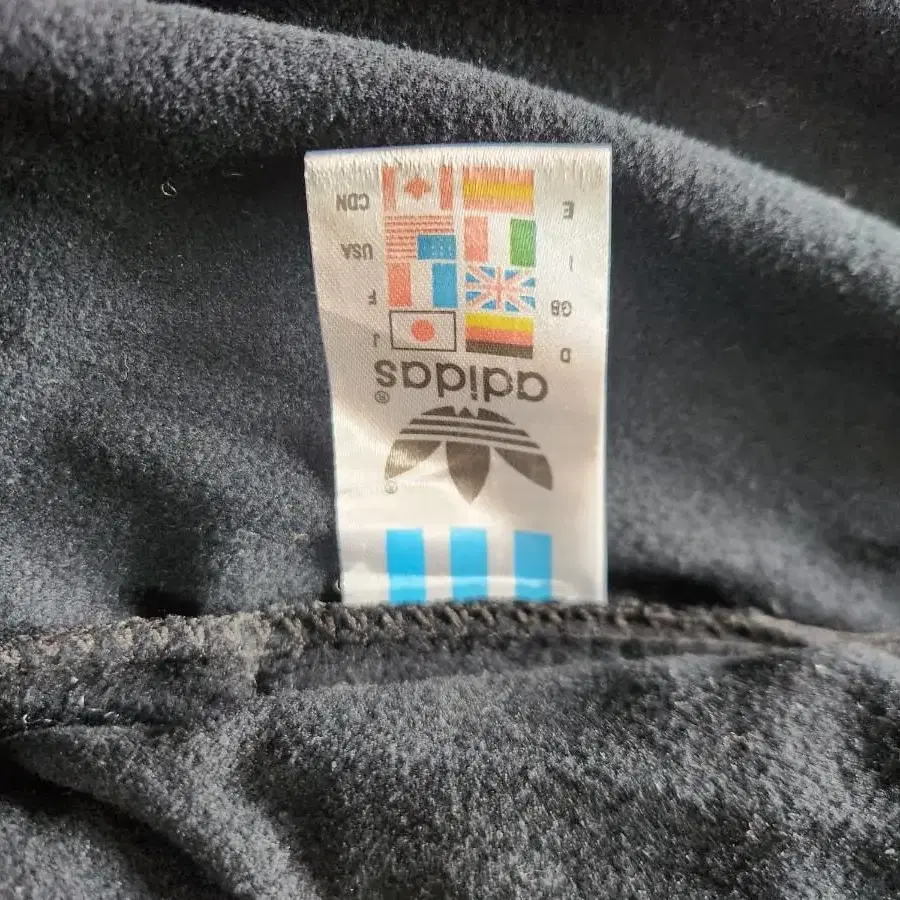 ®
adidas®
D J
GB F
I USA
E CDN